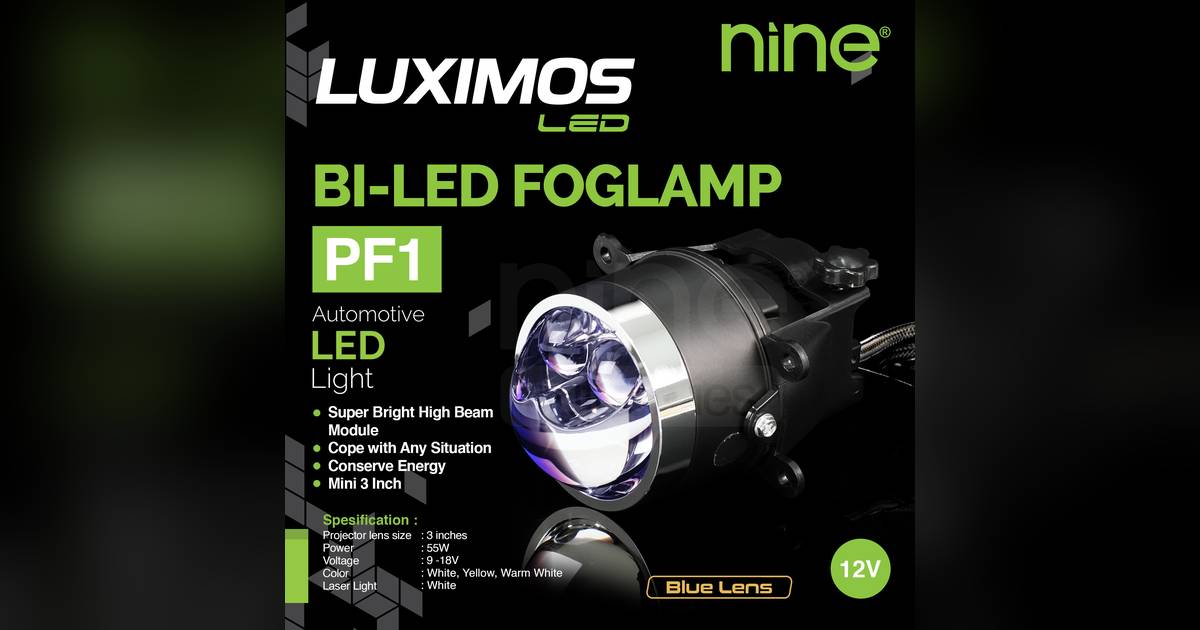 nine®
LUXIMOS
LED
BI-LED FOGLAMP
PF1
Automotive
LED
Light
Super Bright High Beam
Module
Cope with Any Situation
Conserve Energy
Mini 3 Inch
Spesification :
Projector lens size : 3 inches
Power : 55W
Voltage : 9 -18V
Color : White, Yellow, Warm White
Laser Light : White
Blue Lens
12V
nine